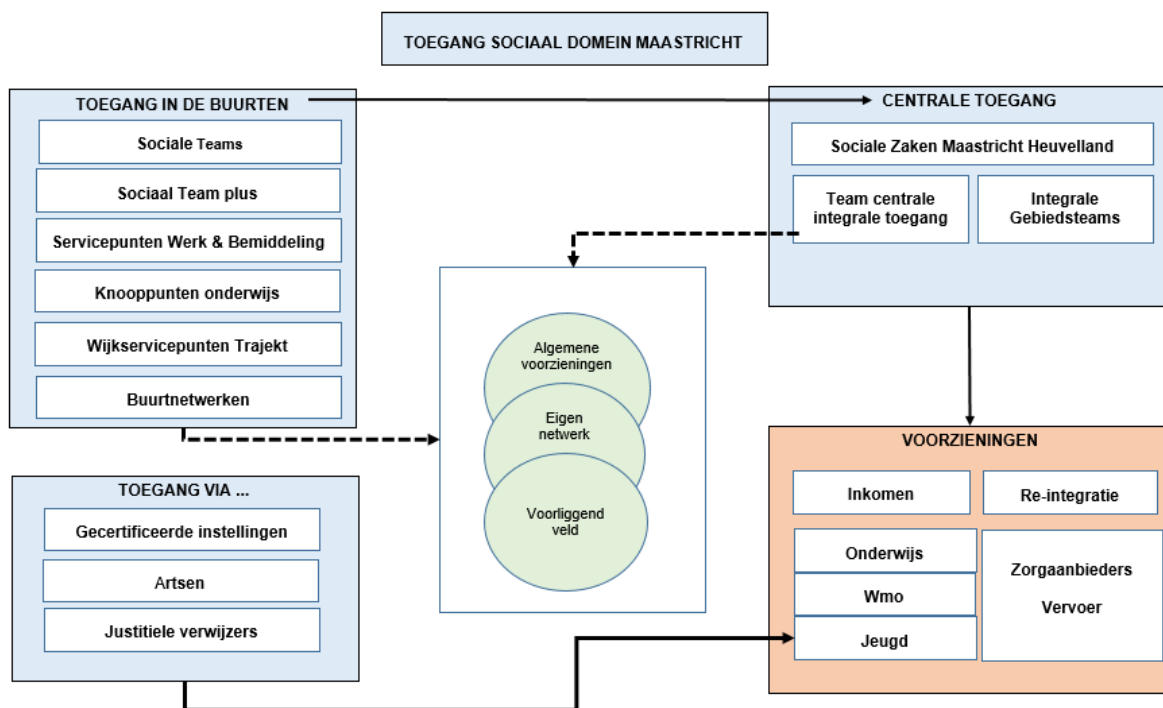 TOEGANG SOCIAAL DOMEIN MAASTRICHT
TOEGANG IN DE BUURTEN
Sociale Teams
Sociaal Team plus
Servicepunten Werk & Bemiddeling
Knooppunten onderwijs
Wijkservicepunten Trajekt
Buurtnetwerken
CENTRALE TOEGANG
Sociale Zaken Maastricht Heuvelland
Team centrale
integrale toegang
Integrale
Gebiedsteams
Algemene
voorzieningen
Eigen
netwerk
Voorliggend
veld
TOEGANG VIA ...
Gecertificeerde instellingen
Artsen
Justitiele verwijzers
VOORZIENINGEN
Inkomen
Re-integratie
Onderwijs
Wmo
Jeugd
Zorgaanbieders
Vervoer